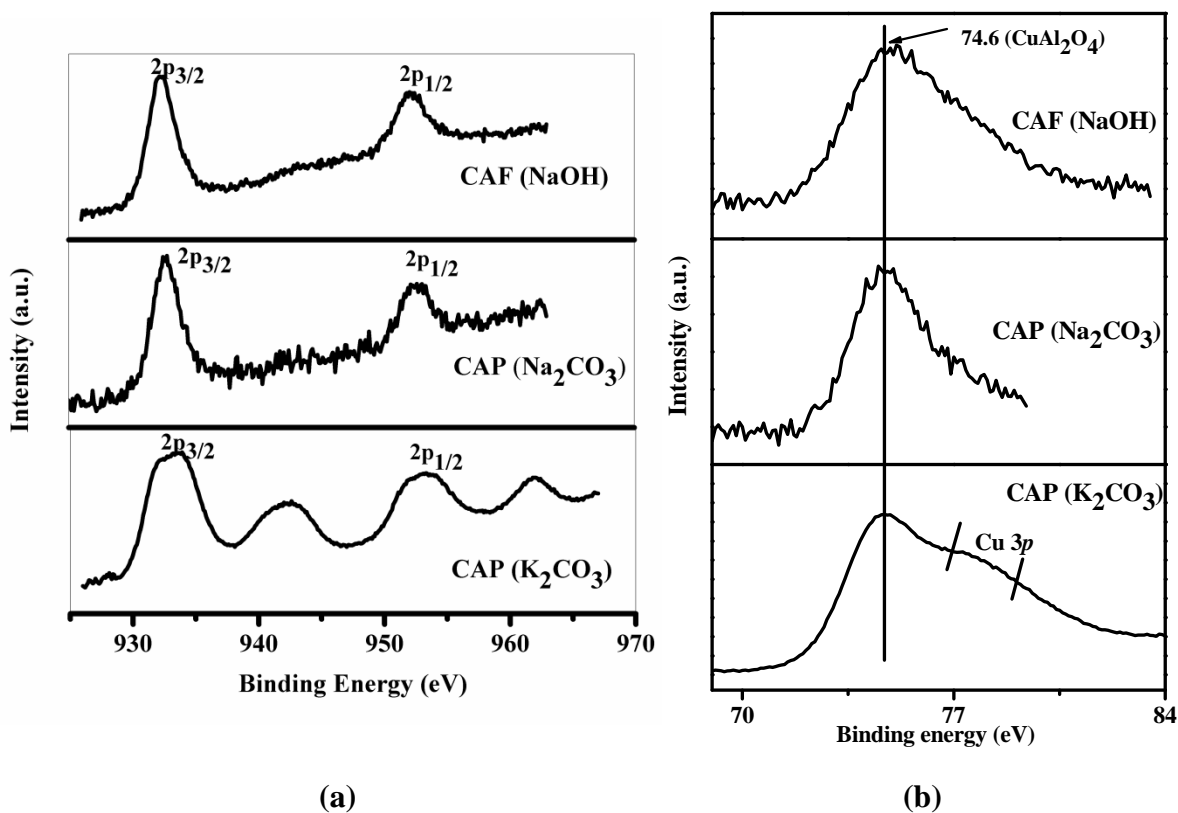 2p3/2
2p1/2
CAF (NaOH)
2p3/2
2p1/2
CAP (Na2CO3)
2p3/2
2p1/2
CAP (K2CO3)
Intensity (a.u.)
930 940 950 960 970
Binding Energy (eV)
(a)
74.6 (CuAl2O4)
CAF (NaOH)
CAP (Na2CO3)
CAP (K2CO3)
Cu 3p
Intensity (a.u.)
70 77 84
Binding energy (eV)
(b)